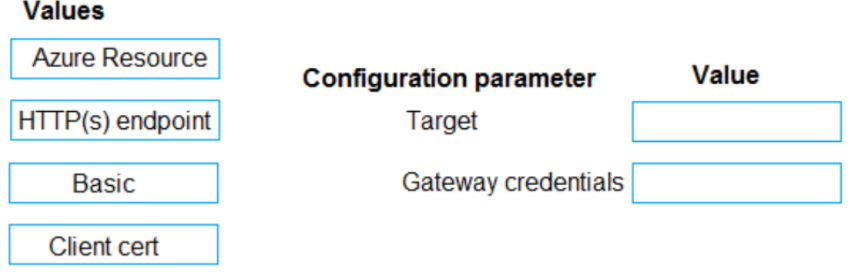 Values
Azure Resource
HTTP(s) endpoint
Basic
Client cert
Configuration parameter Value
Target
Gateway credentials